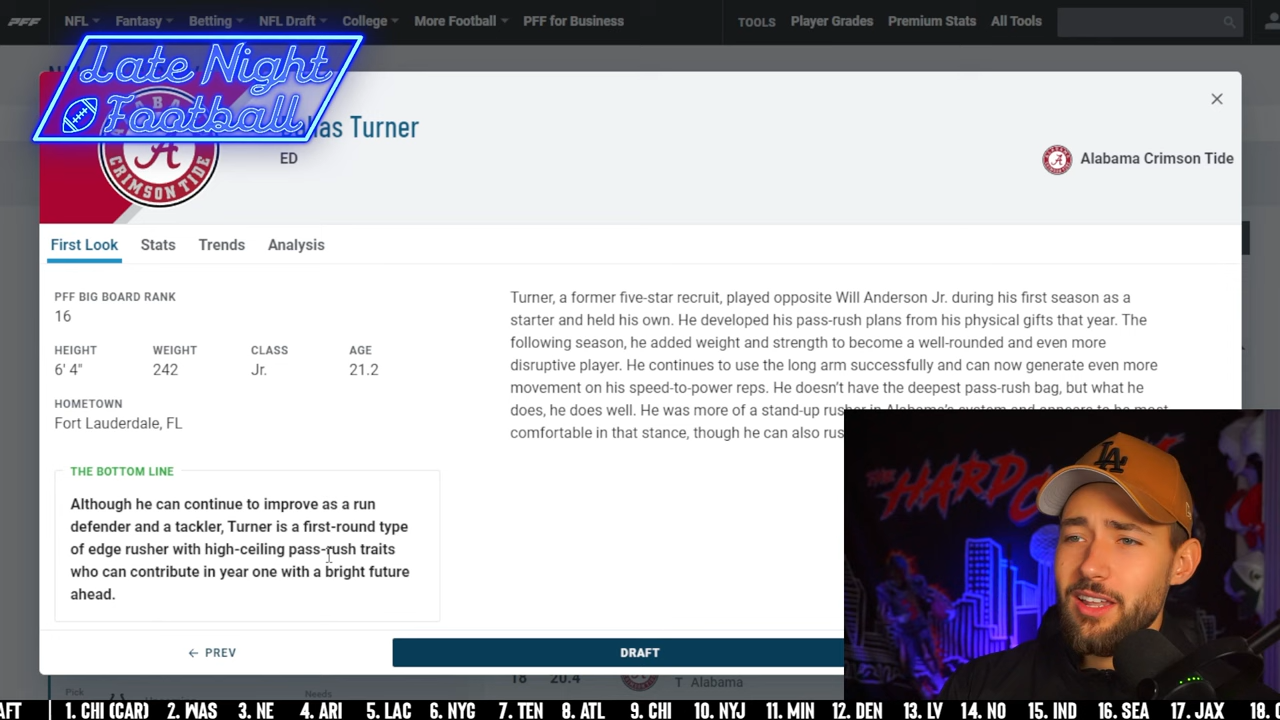 PFF
NFL
Fantasy
Betting
NFL Draft
College
More Football
PFF for Business
TOOLS
Player Grades
Premium Stats
All Tools
Late Night
Football
as Turner
ED
Alabama Crimson Tide
A
CRIMSON TIDE
First Look
Stats
Trends
Analysis
PFF BIG BOARD RANK
16
HEIGHT WEIGHT CLASS AGE
6' 4" 242 Jr. 21.2
HOMETOWN
Fort Lauderdale, FL
THE BOTTOM LINE
Although he can continue to improve as a run
defender and a tackler, Turner is a first-round type
of edge rusher with high-ceiling pass-rush traits
who can contribute in year one with a bright future
ahead.
Turner, a former five-star recruit, played opposite Will Anderson Jr. during his first season as a
starter and held his own. He developed his pass-rush plans from his physical gifts that year. The
following season, he added weight and strength to become a well-rounded and even more
disruptive player. He continues to use the long arm successfully and can now generate even more
movement on his speed-to-power reps. He doesn't have the deepest pass-rush bag, but what he
does, he does well. He was more of a stand-up rusher in Alabama's system and appears to be most
comfortable in that stance, though he can also rus
← PREV
DRAFT
Pick
Needs
18 20.4
T Alabama
THE HARD CO
LA
AFT 1. CHI (CAR) 2. WAS 3. NE 4. ARI 5. LAC 6. NYG 7. TEN 8. ATL 9. CHI 10. NYJ 11. MIN 12. DEN 13. LV 14. NO 15. IND 16. SEA 17. JAX 18.